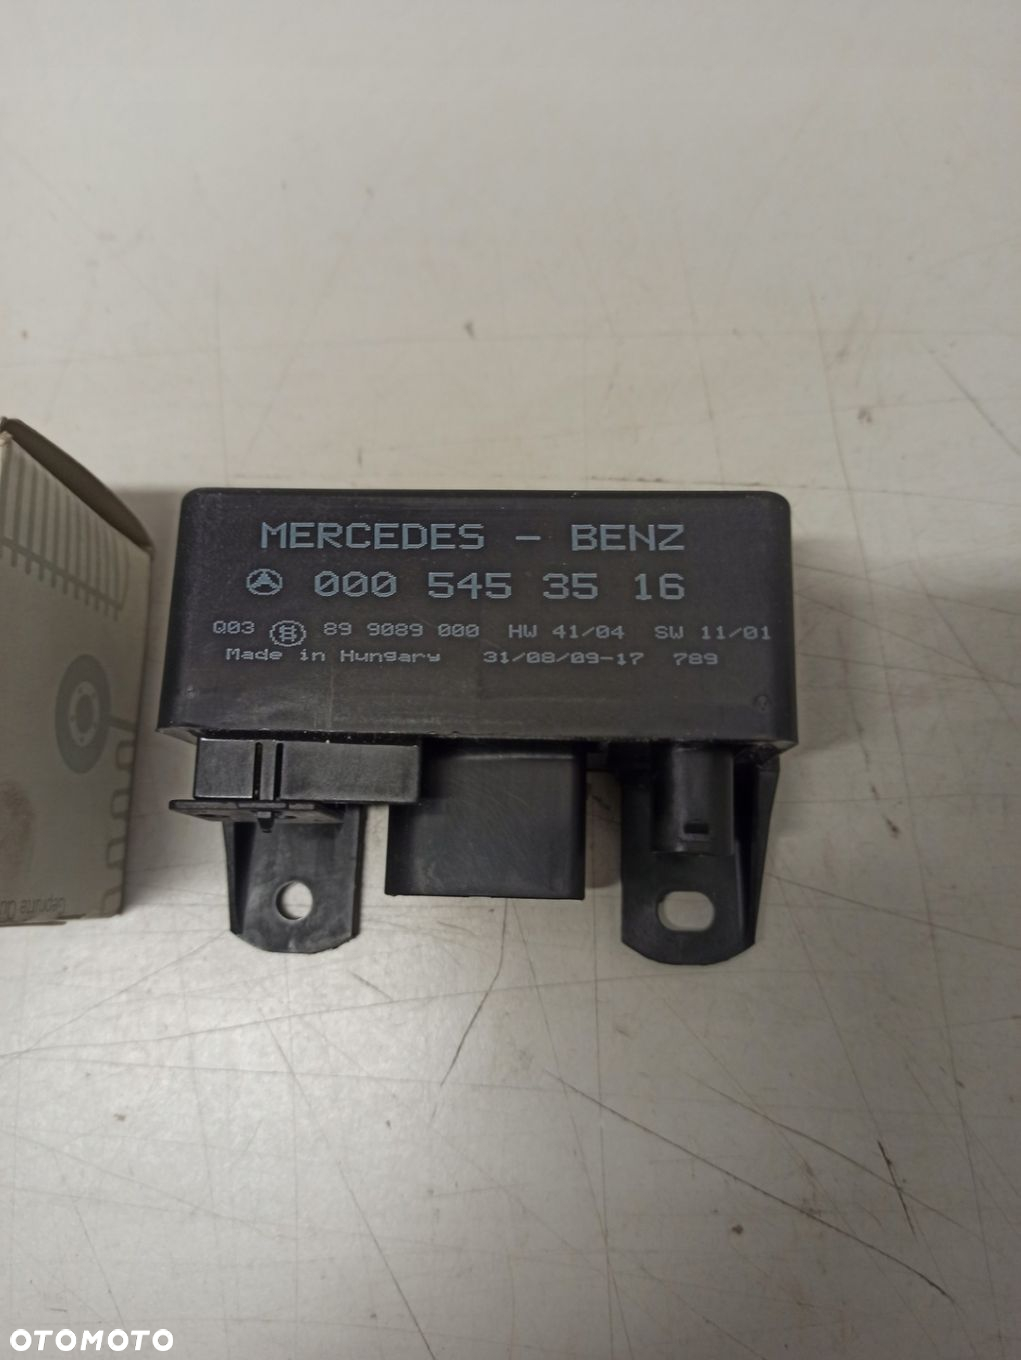 MERCEDES - BENZ
000 545 35 16
Q03 89 9089 000 HW 41/04 SW 11/01
Made in Hungary 31/08/09-17 789
OTOMOTO